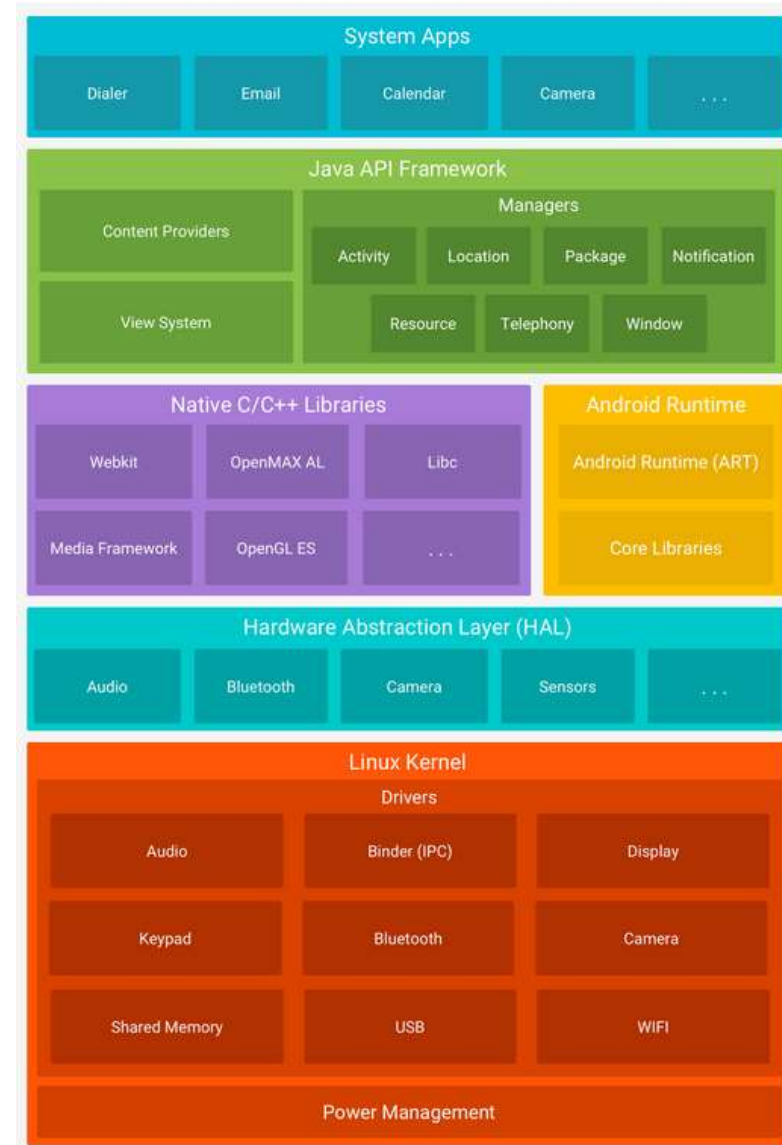 System Apps
Dialer Email Calendar Camera . . .
Java API Framework
Content Providers
View System
Managers
Activity Location Package Notification
Resource Telephony Window
Native C/C++ Libraries
Webkit OpenMAX AL Libc
Media Framework OpenGL ES . . .
Android Runtime
Android Runtime (ART)
Core Libraries
Hardware Abstraction Layer (HAL)
Audio Bluetooth Camera Sensors . . .
Linux Kernel
Drivers
Audio Binder (IPC) Display
Keypad Bluetooth Camera
Shared Memory USB WIFI
Power Management